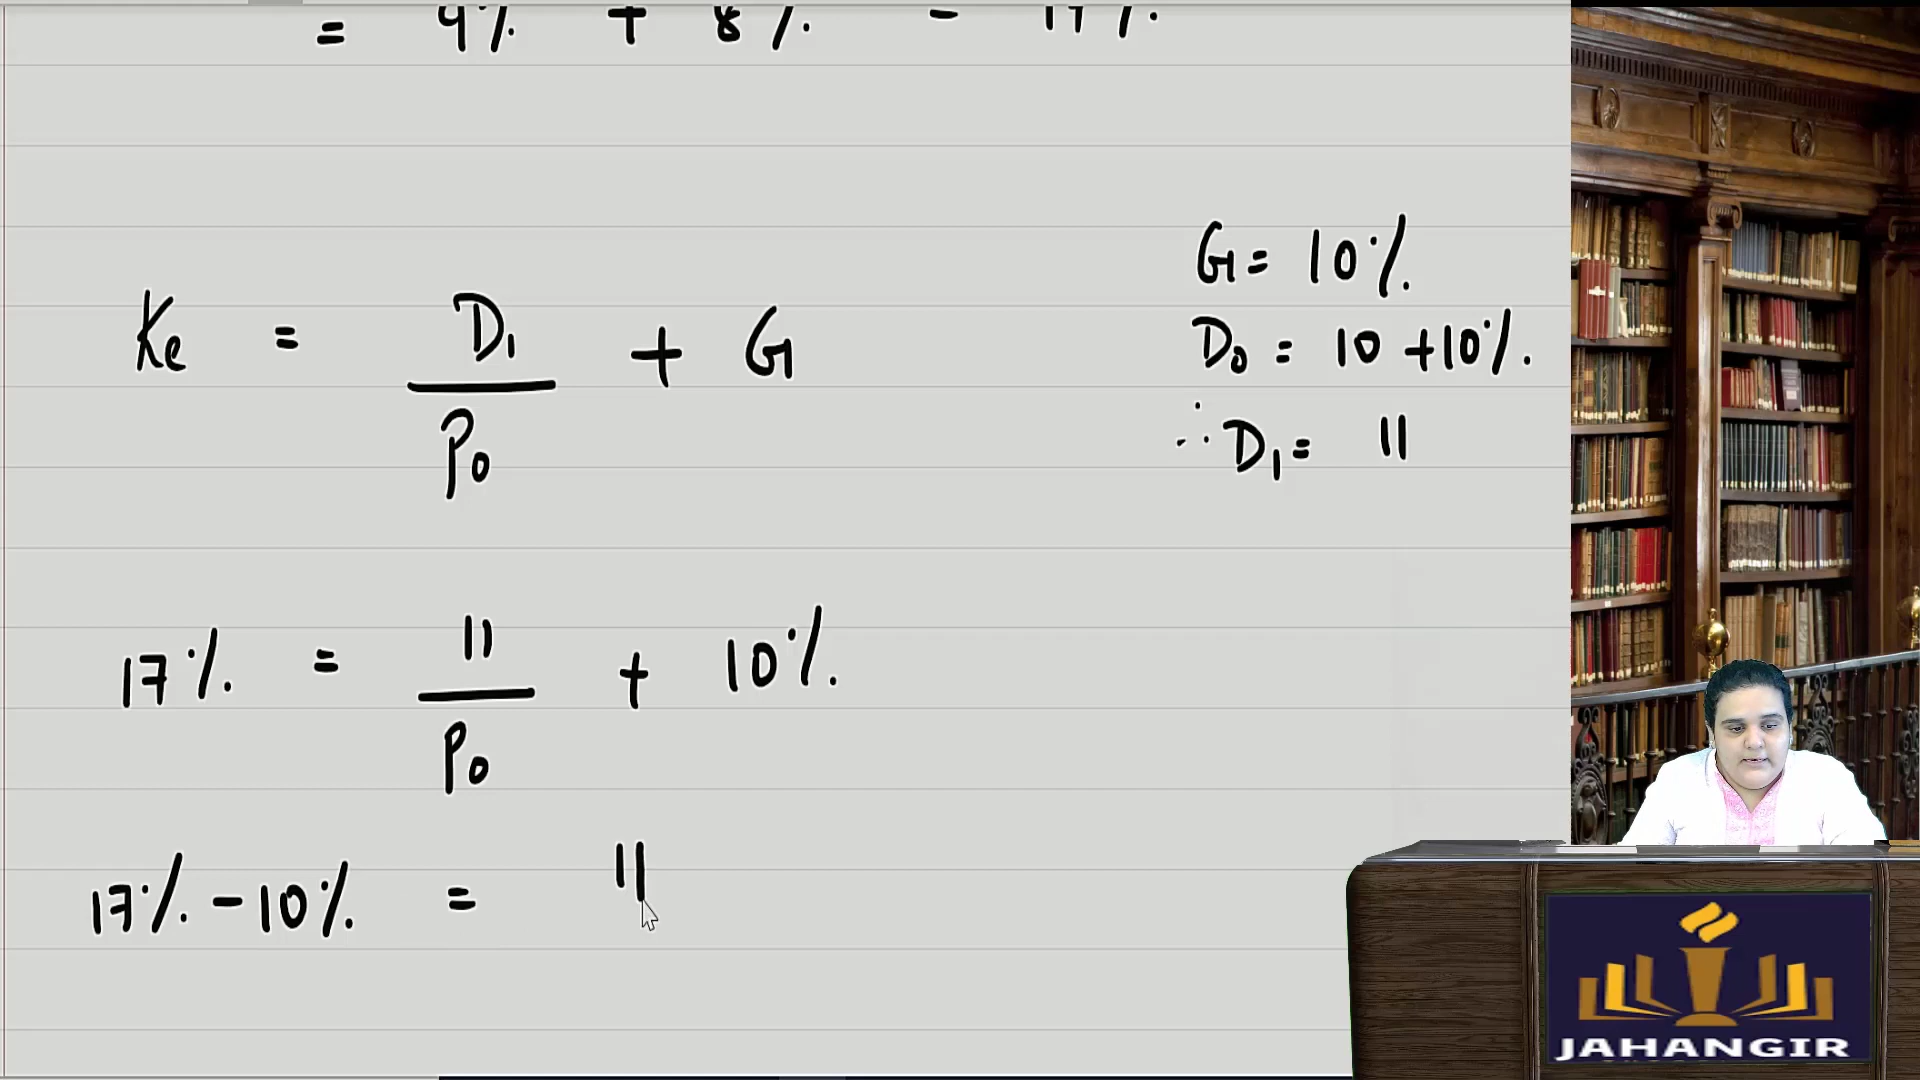 = 9% + 8% - 17%.
G = 10%.
Ke = D1 / P0 + G
D0 = 10 + 10%.
∴ D1 = 11
17% = 11 / P0 + 10%.
17% - 10% = 11
JAHANGIR